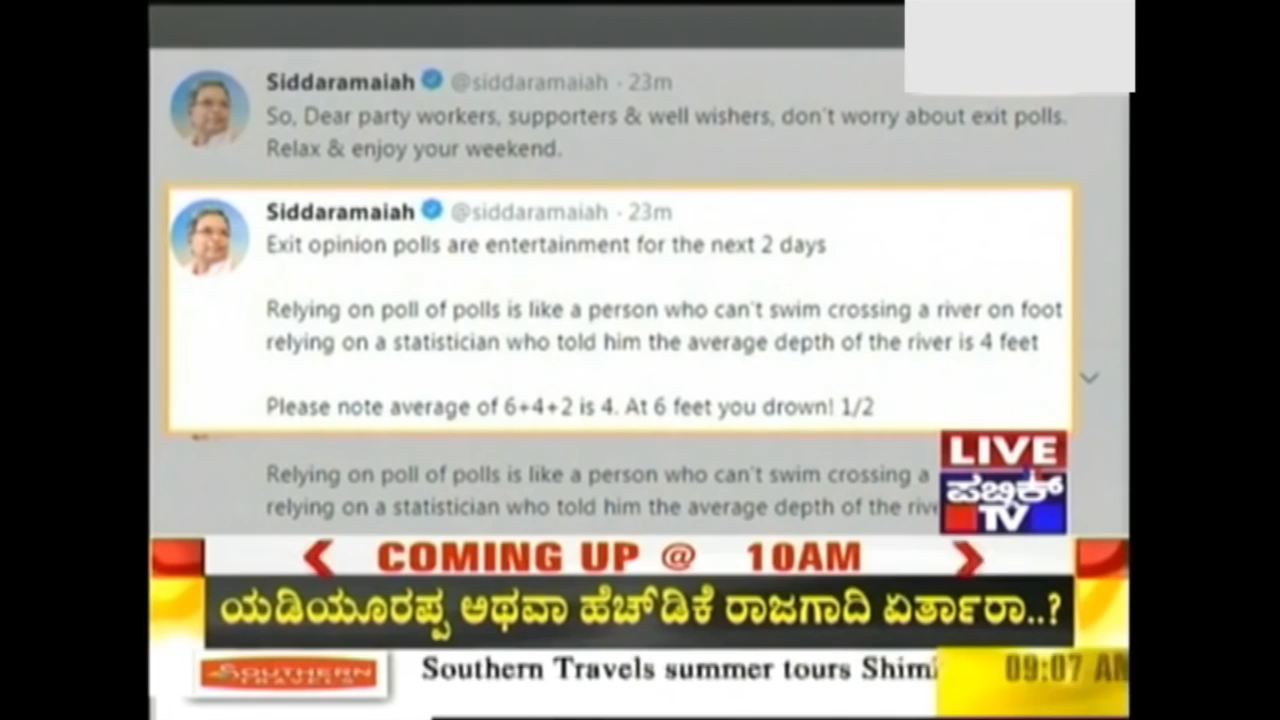 Siddaramaiah @siddaramaiah · 23m
So, Dear party workers, supporters & well wishers, don't worry about exit polls.
Relax & enjoy your weekend.
Siddaramaiah @siddaramaiah · 23m
Exit opinion polls are entertainment for the next 2 days
Relying on poll of polls is like a person who can't swim crossing a river on foot
relying on a statistician who told him the average depth of the river is 4 feet
Please note average of 6+4+2 is 4. At 6 feet you drown! 1/2
Relying on poll of polls is like a person who can't swim crossing a
relying on a statistician who told him the average depth of the rive
LIVE
ಪಬ್ಲಿಕ್
TV
COMING UP @ 10AM
ಯಡಿಯೂರಪ್ಪ ಅಥವಾ ಹೆಚ್‌ಡಿಕೆ ರಾಜಗಾದಿ ಏರ್ತಾರಾ..?
SOUTHERN
TRAVELS
Southern Travels summer tours Shim
09:07 AM